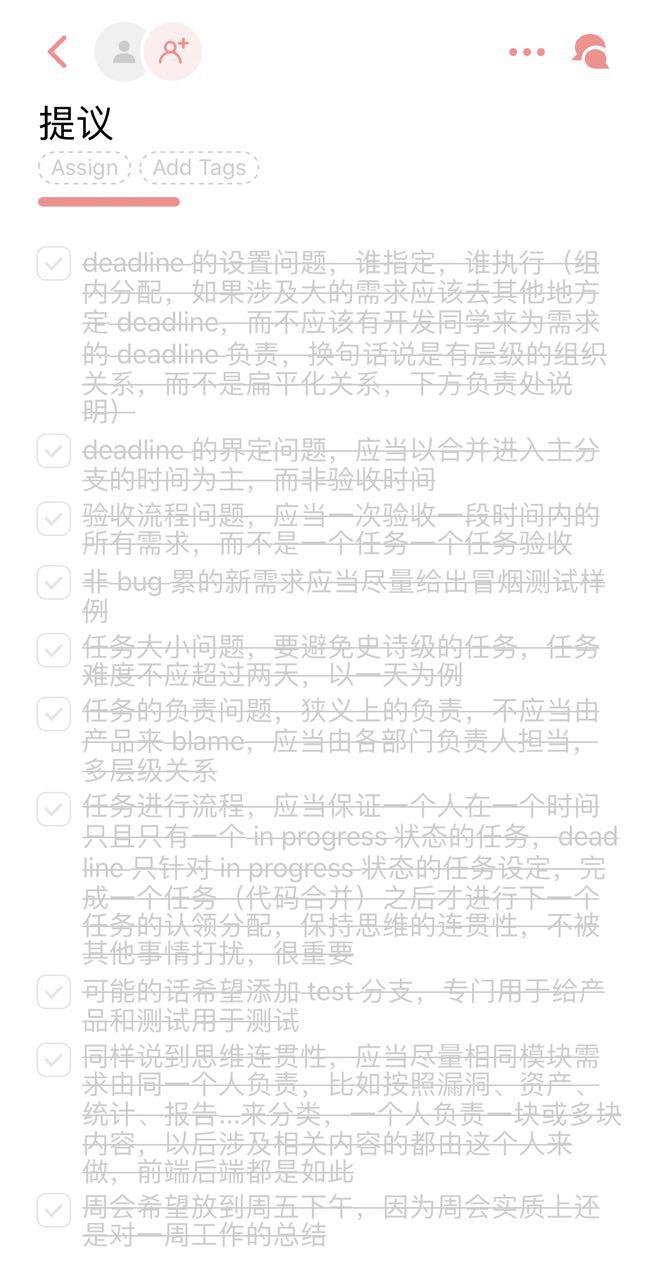 提议
Assign Add Tags
deadline 的设置问题，谁指定，谁执行（组
内分配，如果涉及大的需求应该去其他地方
定 deadline，而不应该有开发同学来为需求
的 deadline 负责，换句话说是有层级的组织
关系，而不是扁平化关系，下方负责处说
明）
deadline 的界定问题，应当以合并进入主分
支的时间为主，而非验收时间
验收流程问题，应当一次验收一段时间内的
所有需求，而不是一个任务一个任务验收
非 bug 累的新需求应当尽量给出冒烟测试样
例
任务大小问题，要避免史诗级的任务，任务
难度不应超过两天，以一天为例
任务的负责问题，狭义上的负责，不应当由
产品来 blame，应当由各部门负责人担当，
多层级关系
任务进行流程，应当保证一个人在一个时间
只且只有一个 in progress 状态的任务，dead
line 只针对 in progress 状态的任务设定，完
成一个任务（代码合并）之后才进行下一个
任务的认领分配，保持思维的连贯性，不被
其他事情打扰，很重要
可能的话希望添加 test 分支，专门用于给产
品和测试用于测试
同样说到思维连贯性，应当尽量相同模块需
求由同一个人负责，比如按照漏洞、资产、
统计、报告...来分类，一个人负责一块或多块
内容，以后涉及相关内容的都由这个人来
做，前端后端都是如此
周会希望放到周五下午，因为周会实质上还
是对一周工作的总结